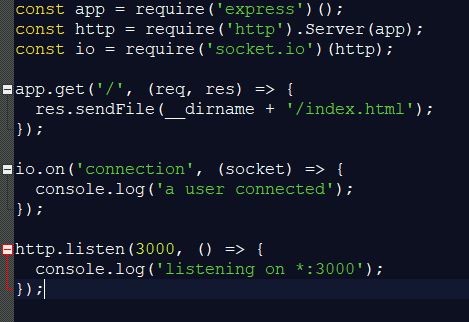 const app = require('express')();
const http = require('http').Server(app);
const io = require('socket.io')(http);

app.get('/', (req, res) => {
  res.sendFile(__dirname + '/index.html');
});

io.on('connection', (socket) => {
  console.log('a user connected');
});

http.listen(3000, () => {
  console.log('listening on *:3000');
});